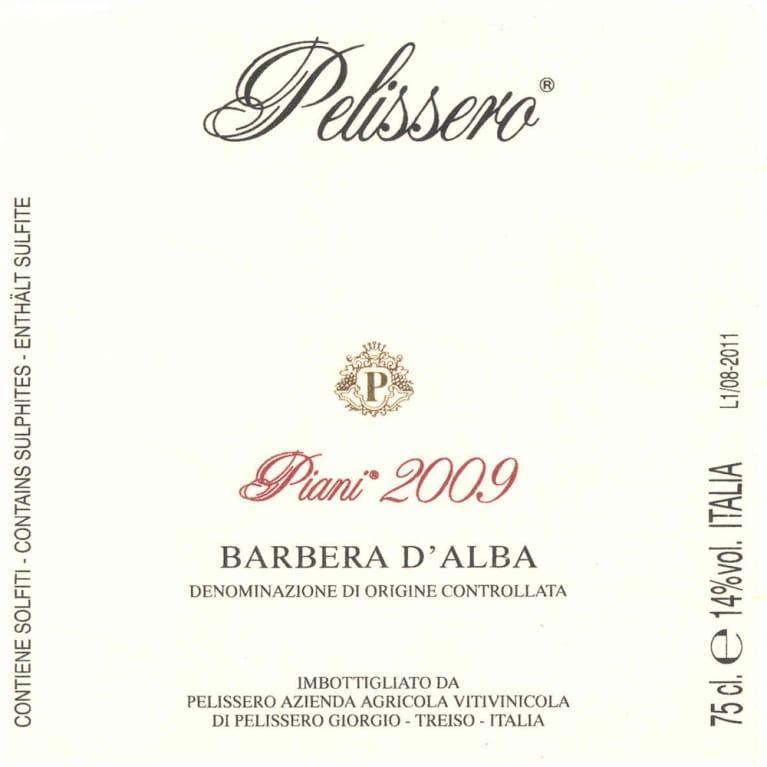 Pelissero®
P
Piani® 2009
BARBERA D'ALBA
DENOMINAZIONE DI ORIGINE CONTROLLATA
IMBOTTIGLIATO DA
PELISSERO AZIENDA AGRICOLA VITIVINICOLA
DI PELISSERO GIORGIO - TREISO - ITALIA
CONTIENE SOLFITI - CONTAINS SULPHITES - ENTHÄLT SULFITE
75 cl. ℮ 14%vol. ITALIA
L1/08-2011